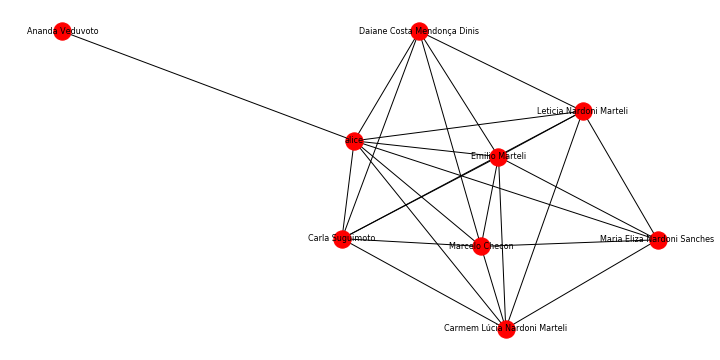 Ananda Veduvoto
Daiane Costa Mendonça Dinis
Leticia Nardoni Marteli
alice
Emilio Marteli
Carla Suguimoto
Marcelo Checon
Maria Eliza Nardoni Sanches
Carmem Lúcia Nardoni Marteli